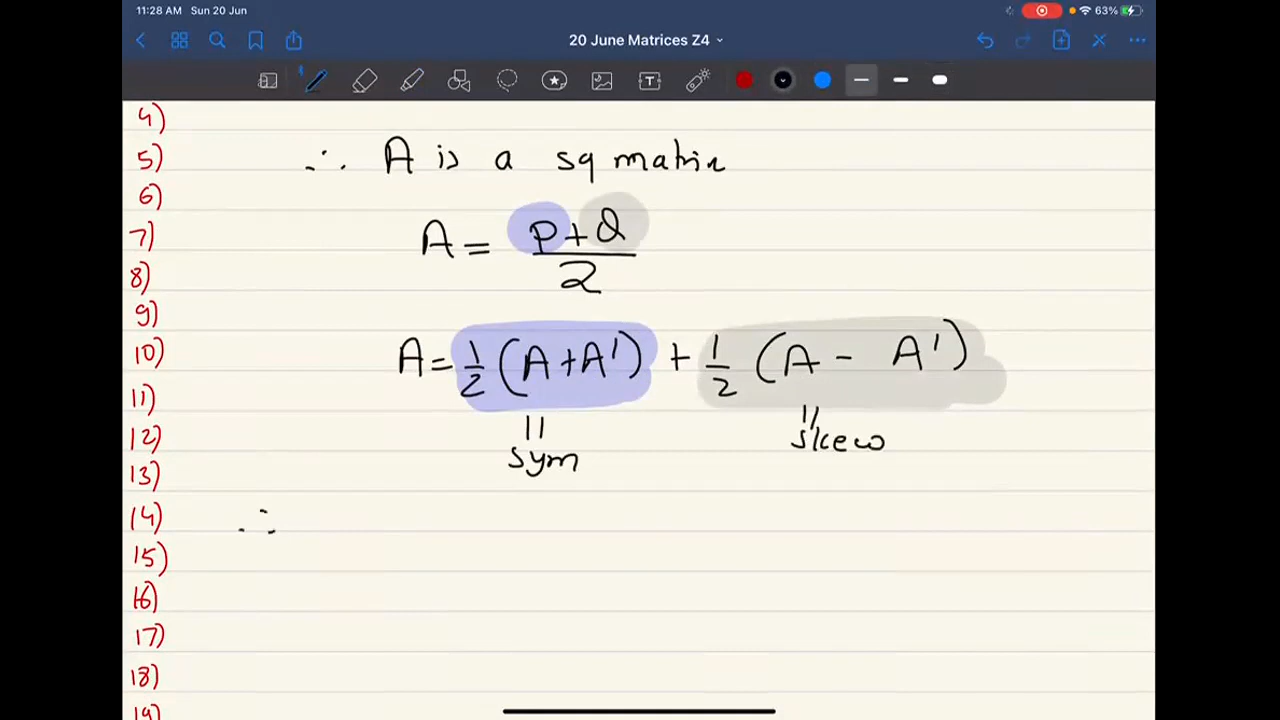 11:28 AM Sun 20 Jun 63%
20 June Matrices Z4
4)
5) ∴ A is a sq matrix
6)
7) A = P+Q
8) 2
9)
10) A = 1/2 (A+A') + 1/2 (A - A')
11) || ||
12) sym skew
13)
14) ∴
15)
16)
17)
18)
19)